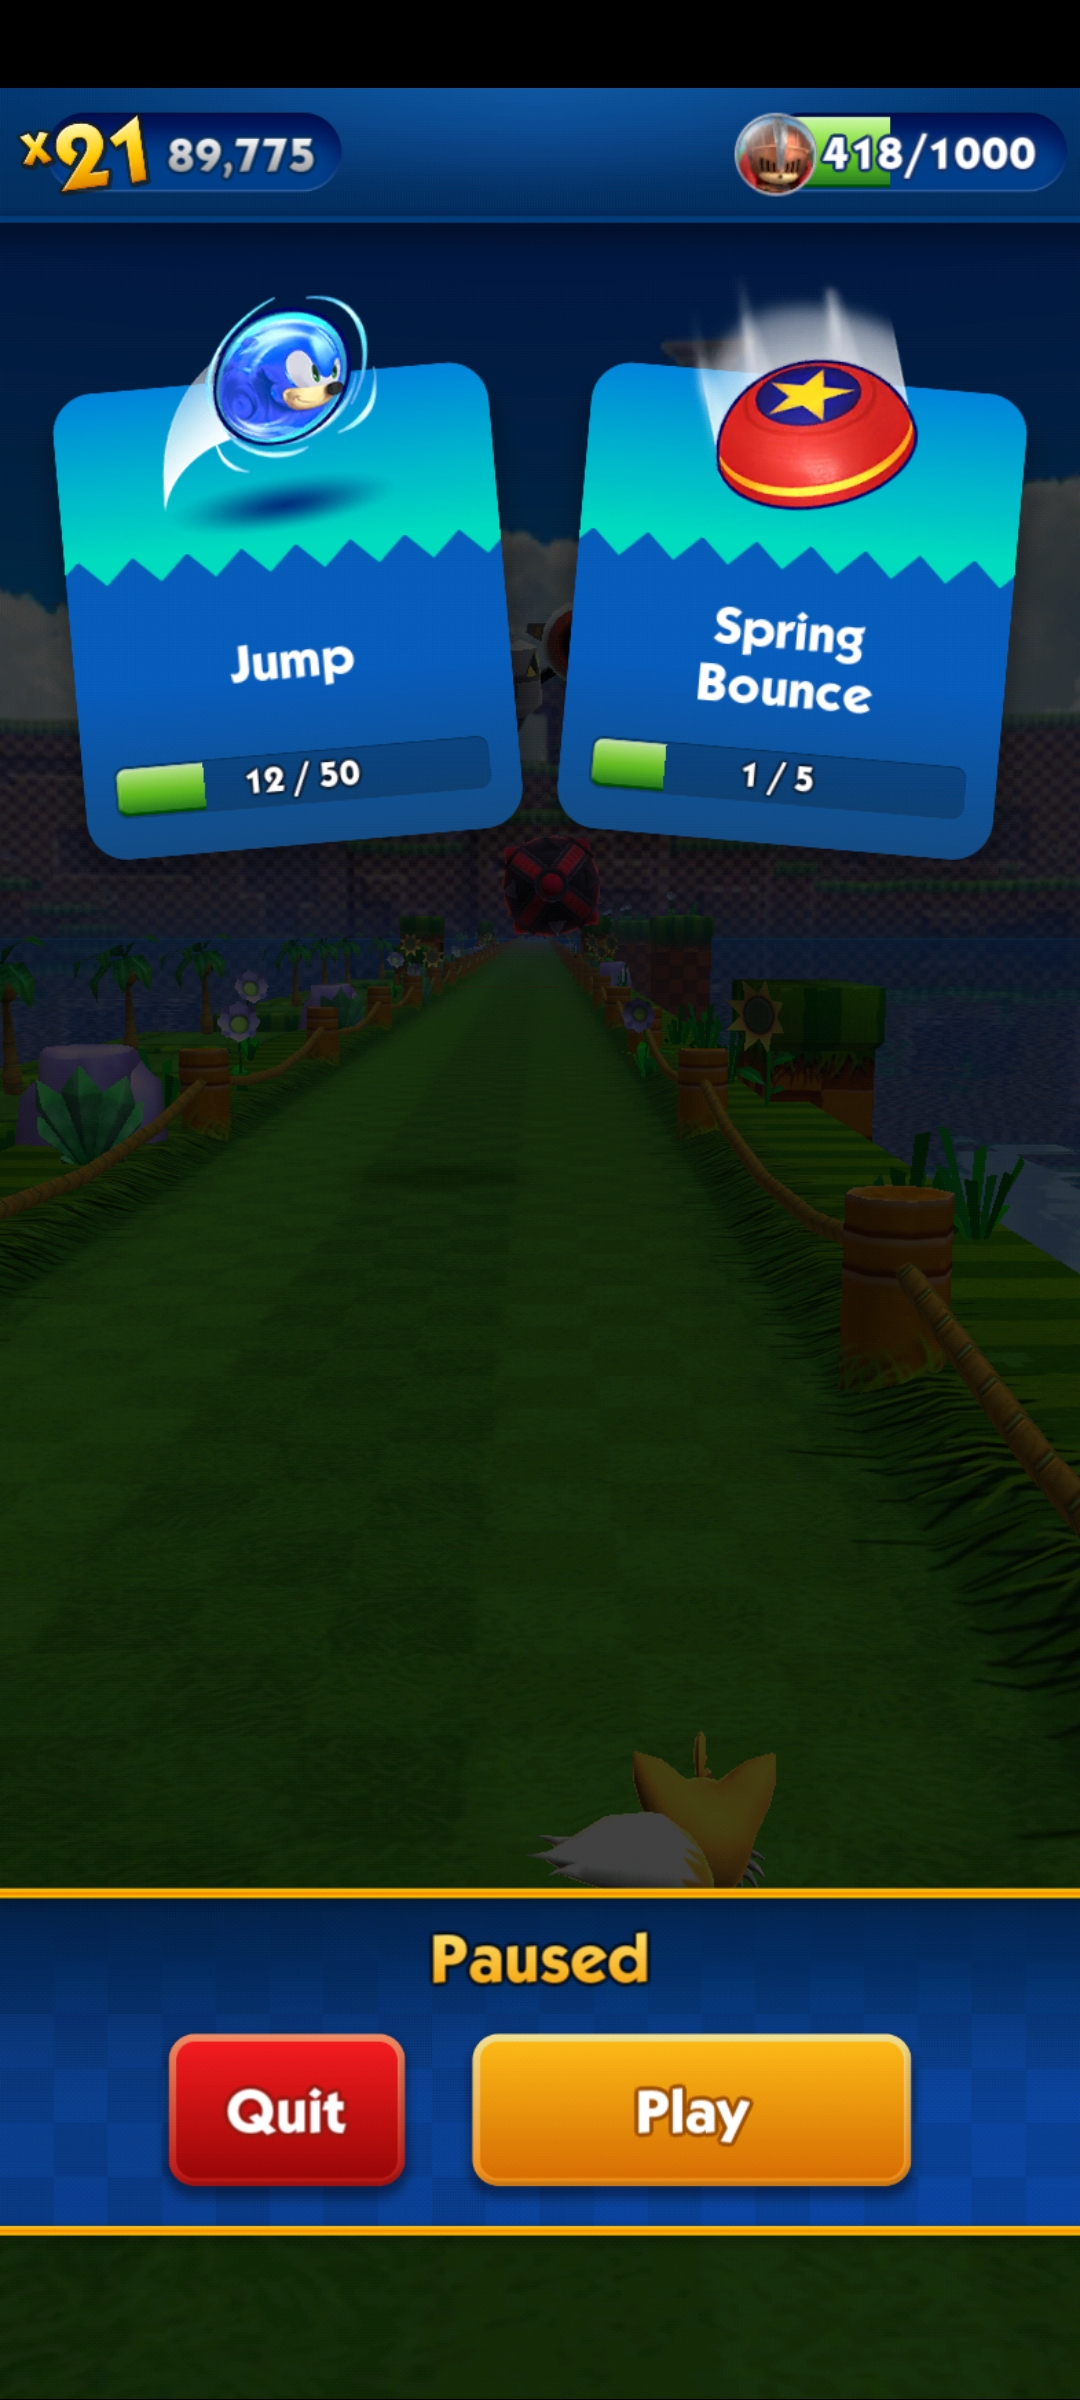 x21 89,775
418/1000
Jump
Spring
Bounce
12 / 50
1 / 5
Paused
Quit
Play